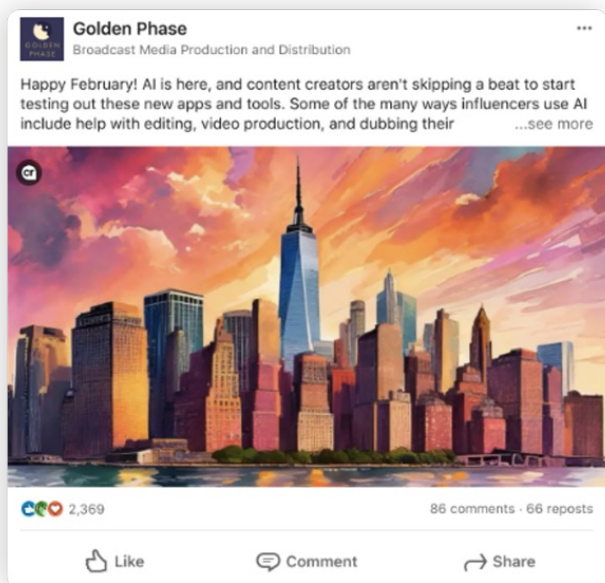 GOLDEN
PHASE
Golden Phase
Broadcast Media Production and Distribution
Happy February! AI is here, and content creators aren't skipping a beat to start
testing out these new apps and tools. Some of the many ways influencers use AI
include help with editing, video production, and dubbing their ...see more
cr
2,369
86 comments · 66 reposts
Like
Comment
Share